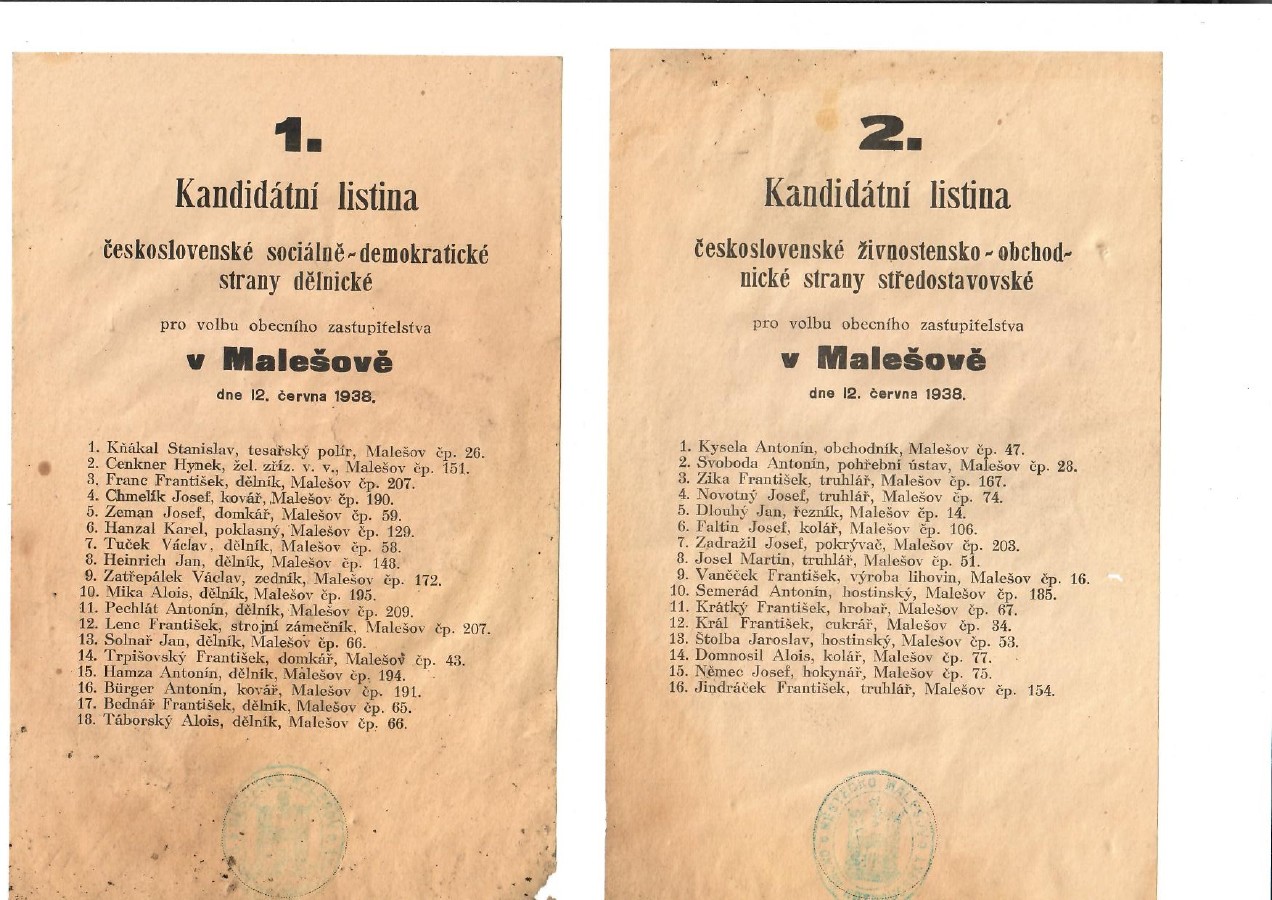 1.
Kandidátní listina
československé sociálně-demokratické
strany dělnické
pro volbu obecního zastupitelstva
v Malešově
dne 12. června 1938.
1. Kňákal Stanislav, tesařský polír, Malešov čp. 26.
2. Cenkner Hynek, žel. zříz. v. v., Malešov čp. 151.
3. Franc František, dělník, Malešov čp. 207.
4. Chmelík Josef, kovář, Malešov čp. 190.
5. Zeman Josef, domkář, Malešov čp. 59.
6. Hanzal Karel, poklasný, Malešov čp. 129.
7. Tuček Václav, dělník, Malešov čp. 58.
8. Heinrich Jan, dělník, Malešov čp. 148.
9. Zatřepálek Václav, zedník, Malešov čp. 172.
10. Mika Alois, dělník, Malešov čp. 195.
11. Pechlát Antonín, dělník, Malešov čp. 209.
12. Lenc František, strojní zámečník, Malešov čp. 207.
13. Solnař Jan, dělník, Malešov čp. 66.
14. Trpišovský František, domkář, Malešov čp. 43.
15. Hamza Antonín, dělník, Malešov čp. 194.
16. Bürger Antonín, kovář, Malešov čp. 191.
17. Bednář František, dělník, Malešov čp. 65.
18. Táborský Alois, dělník, Malešov čp. 66.
2.
Kandidátní listina
československé živnostensko-obchod-
nické strany středostavovské
pro volbu obecního zastupitelstva
v Malešově
dne 12. června 1938.
1. Kysela Antonín, obchodník, Malešov čp. 47.
2. Svoboda Antonín, pohřební ústav, Malešov čp. 28.
3. Zika František, truhlář, Malešov čp. 167.
4. Novotný Josef, truhlář, Malešov čp. 74.
5. Dlouhý Jan, řezník, Malešov čp. 14.
6. Faltin Josef, kolář, Malešov čp. 106.
7. Zadražil Josef, pokrývač, Malešov čp. 203.
8. Josel Martin, truhlář, Malešov čp. 51.
9. Vaněček František, výroba lihovin, Malešov čp. 16.
10. Semerád Antonín, hostinský, Malešov čp. 185.
11. Krátký František, hrobař, Malešov čp. 67.
12. Král František, cukrář, Malešov čp. 34.
13. Štolba Jaroslav, hostinský, Malešov čp. 53.
14. Domnosil Alois, kolář, Malešov čp. 77.
15. Němec Josef, hokynář, Malešov čp. 75.
16. Jindráček František, truhlář, Malešov čp. 154.